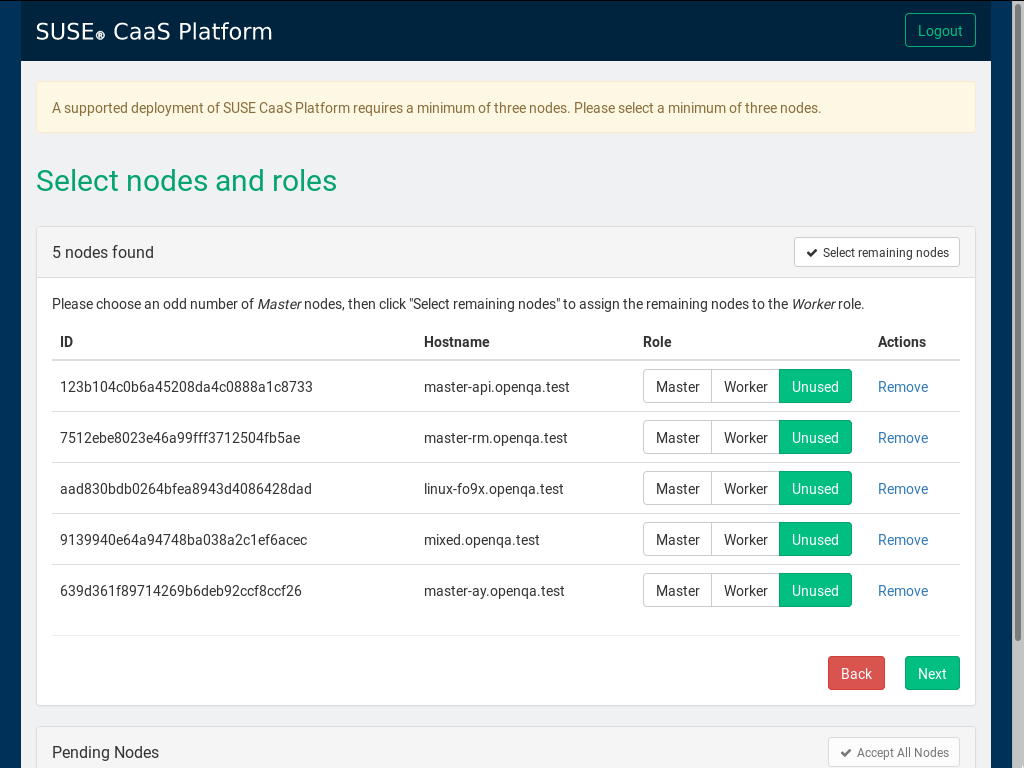 SUSE® CaaS Platform
Logout
A supported deployment of SUSE CaaS Platform requires a minimum of three nodes. Please select a minimum of three nodes.
Select nodes and roles
5 nodes found
Select remaining nodes
Please choose an odd number of Master nodes, then click "Select remaining nodes" to assign the remaining nodes to the Worker role.
ID Hostname Role Actions
123b104c0b6a45208da4c0888a1c8733 master-api.openqa.test Master Worker Unused Remove
7512ebe8023e46a99fff3712504fb5ae master-rm.openqa.test Master Worker Unused Remove
aad830bdb0264bfea8943d4086428dad linux-fo9x.openqa.test Master Worker Unused Remove
9139940e64a94748ba038a2c1ef6acec mixed.openqa.test Master Worker Unused Remove
639d361f89714269b6deb92ccf8ccf26 master-ay.openqa.test Master Worker Unused Remove
Back Next
Pending Nodes
Accept All Nodes